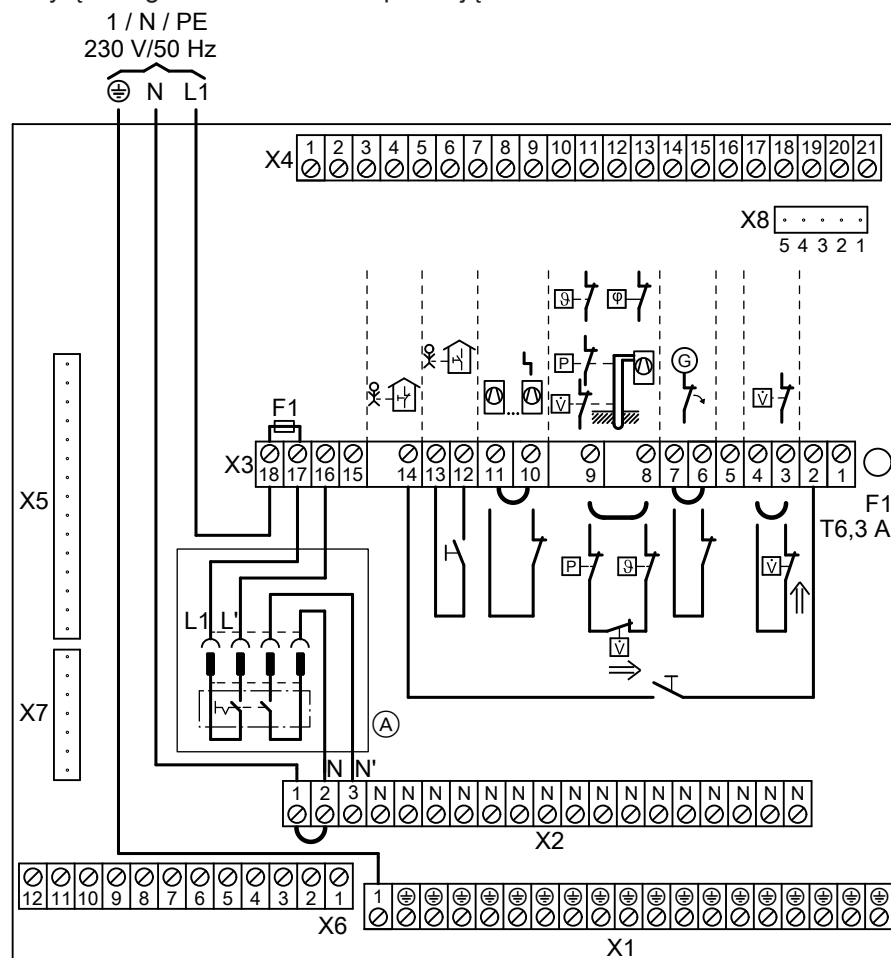 1 / N / PE
230 V/50 Hz
N L1
X4
1 2 3 4 5 6 7 8 9 10 11 12 13 14 15 16 17 18 19 20 21
X8
5 4 3 2 1
ϑ φ
P G
V̇ V̇
F1
X3
18 17 16 15 14 13 12 11 10 9 8 7 6 5 4 3 2 1
F1
T6,3 A
X5
P ϑ V̇
V̇
L1 L'
X7
A
N N'
1 2 3 N N N N N N N N N N N N N N N N
X2
12 11 10 9 8 7 6 5 4 3 2 1
X6
1
X1